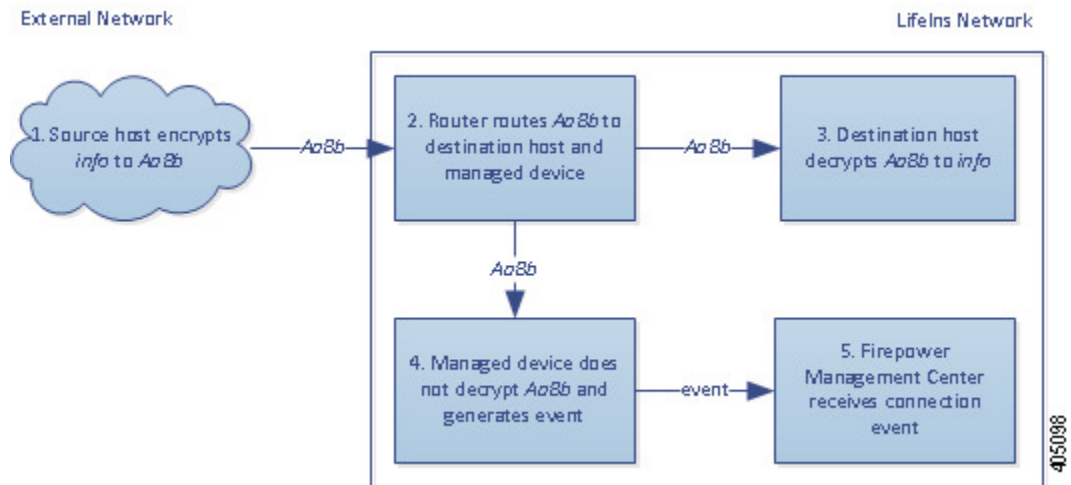 External Network
LifeIns Network
1. Source host encrypts
info to Aa8b
Aa8b
2. Router routes Aa8b to
destination host and
managed device
Aa8b
3. Destination host
decrypts Aa8b to info
Aa8b
4. Managed device does
not decrypt Aa8b and
generates event
event
5. Firepower
Management Center
receives connection
event
405098